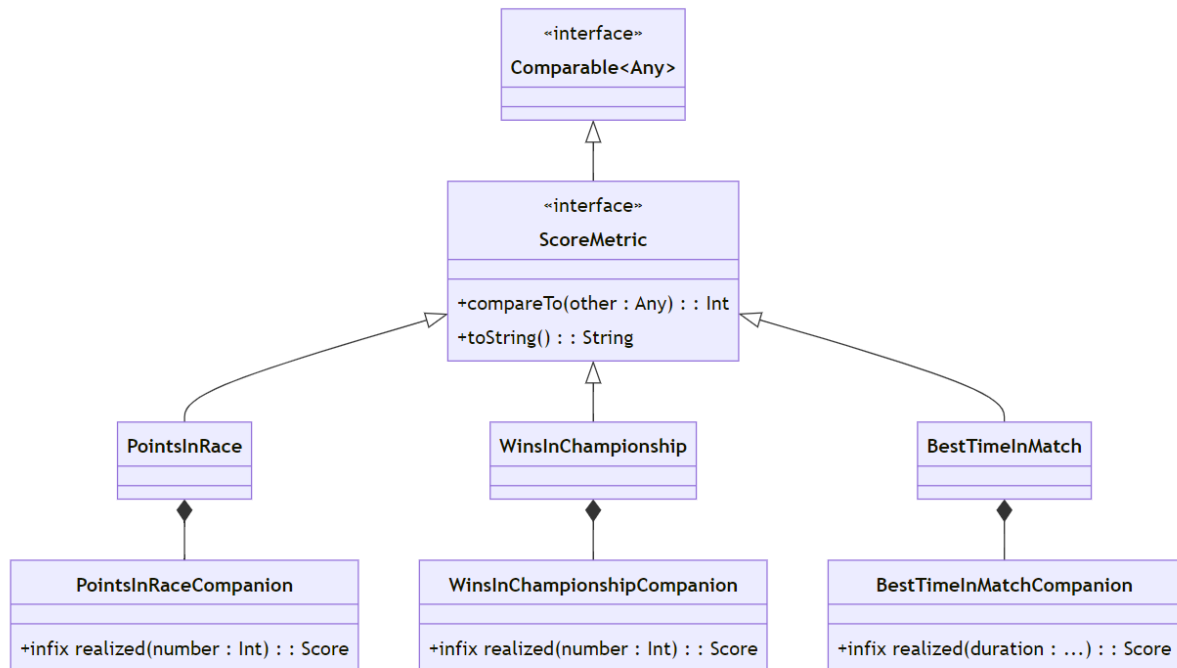 «interface»
Comparable<Any>
«interface»
ScoreMetric
+compareTo(other : Any) : : Int
+toString() : : String
PointsInRace
WinsInChampionship
BestTimeInMatch
PointsInRaceCompanion
+infix realized(number : Int) : : Score
WinsInChampionshipCompanion
+infix realized(number : Int) : : Score
BestTimeInMatchCompanion
+infix realized(duration : ...) : : Score